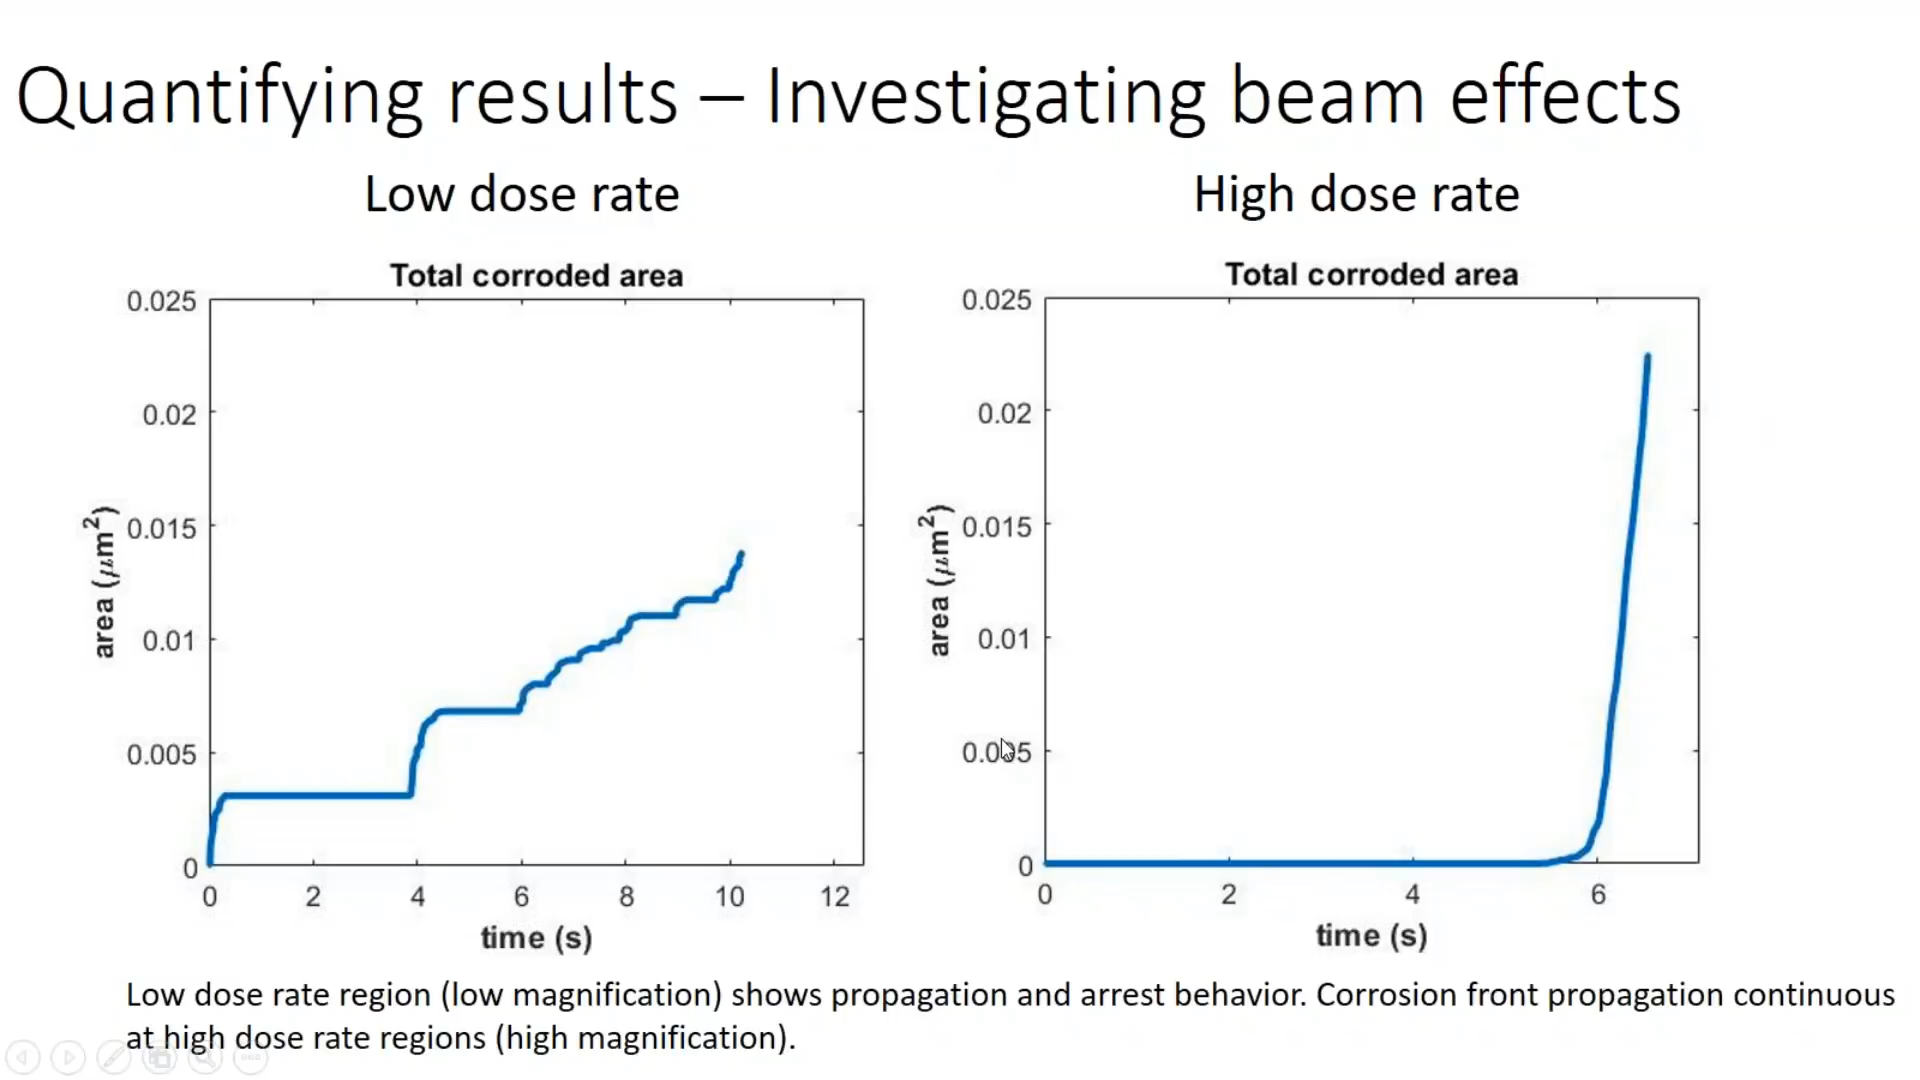 Quantifying results – Investigating beam effects
Low dose rate
High dose rate
Total corroded area
0.025
0.02
0.015
0.01
0.005
0
area (μm²)
0 2 4 6 8 10 12
time (s)
Total corroded area
0.025
0.02
0.015
0.01
0.005
0
area (μm²)
0 2 4 6
time (s)
Low dose rate region (low magnification) shows propagation and arrest behavior. Corrosion front propagation continuous
at high dose rate regions (high magnification).